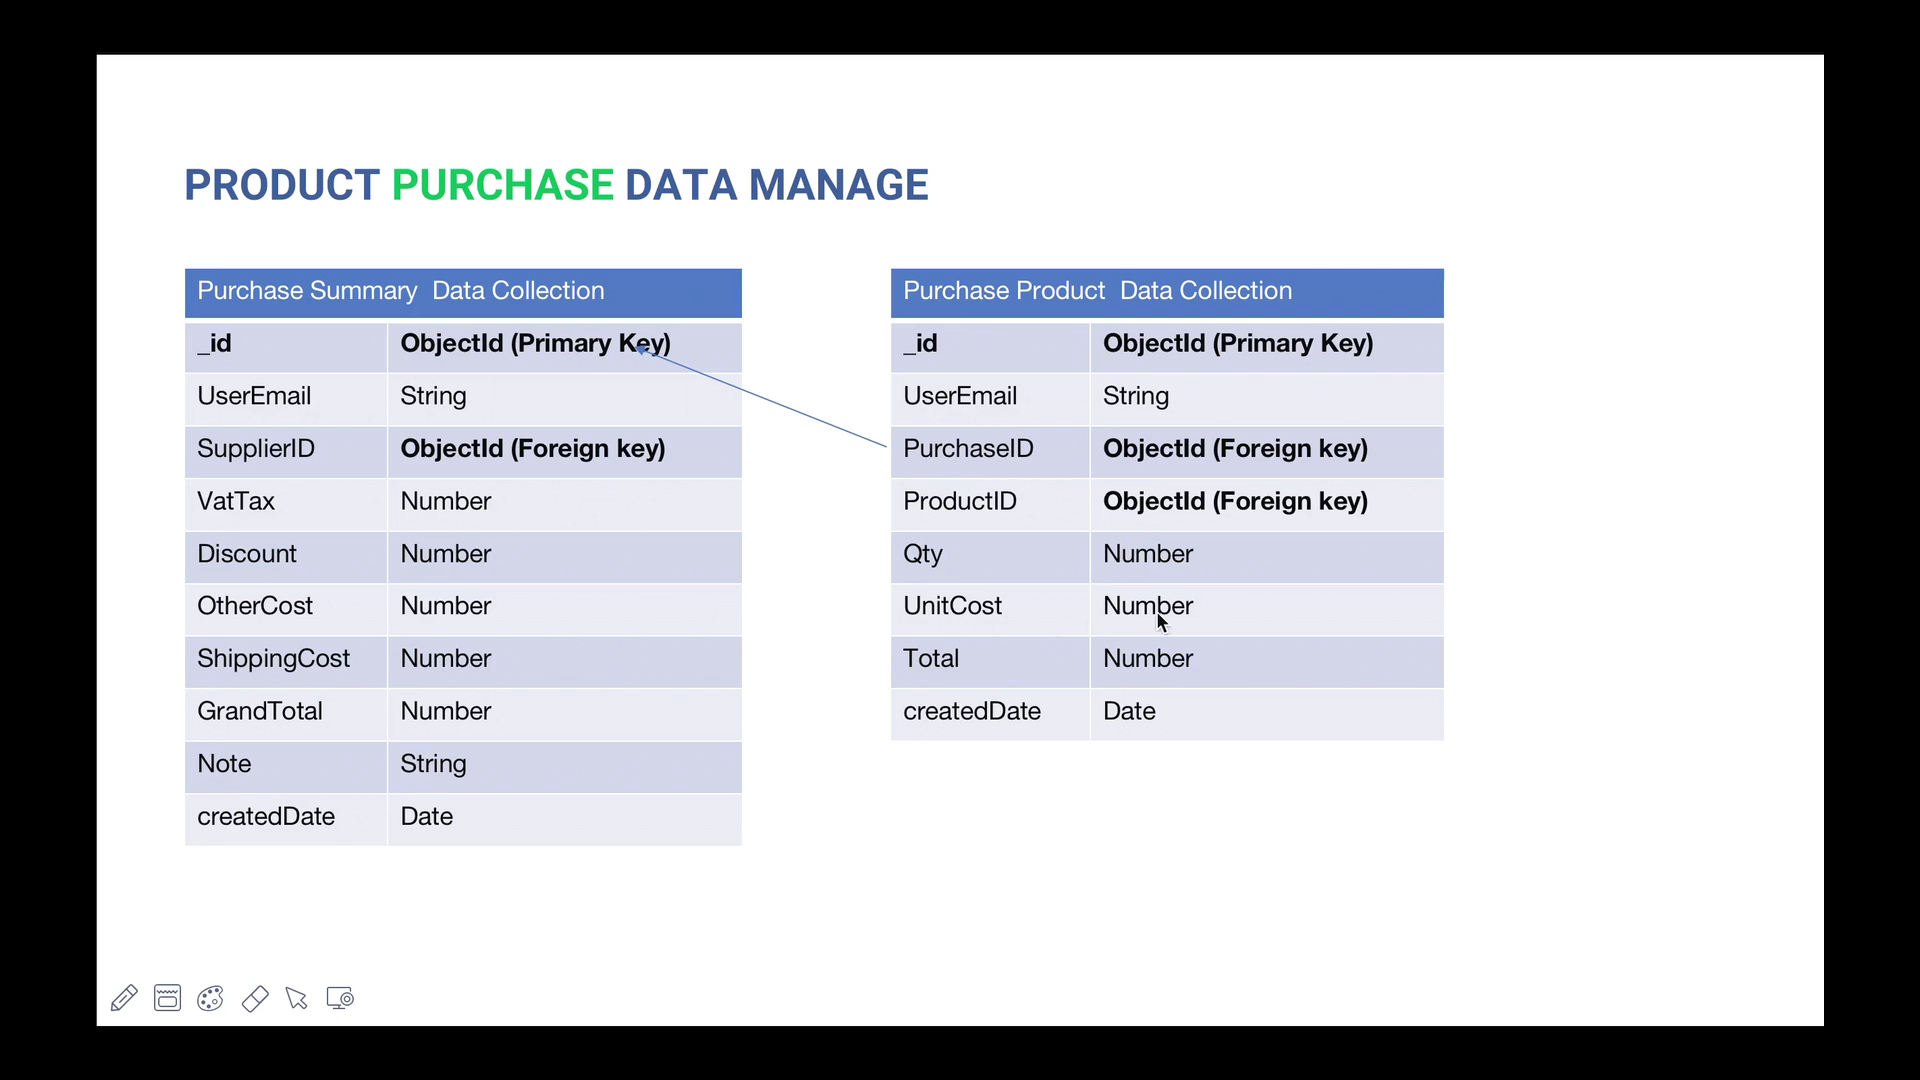 PRODUCT PURCHASE DATA MANAGE
Purchase Summary Data Collection
_id ObjectId (Primary Key)
UserEmail String
SupplierID ObjectId (Foreign key)
VatTax Number
Discount Number
OtherCost Number
ShippingCost Number
GrandTotal Number
Note String
createdDate Date
Purchase Product Data Collection
_id ObjectId (Primary Key)
UserEmail String
PurchaseID ObjectId (Foreign key)
ProductID ObjectId (Foreign key)
Qty Number
UnitCost Number
Total Number
createdDate Date